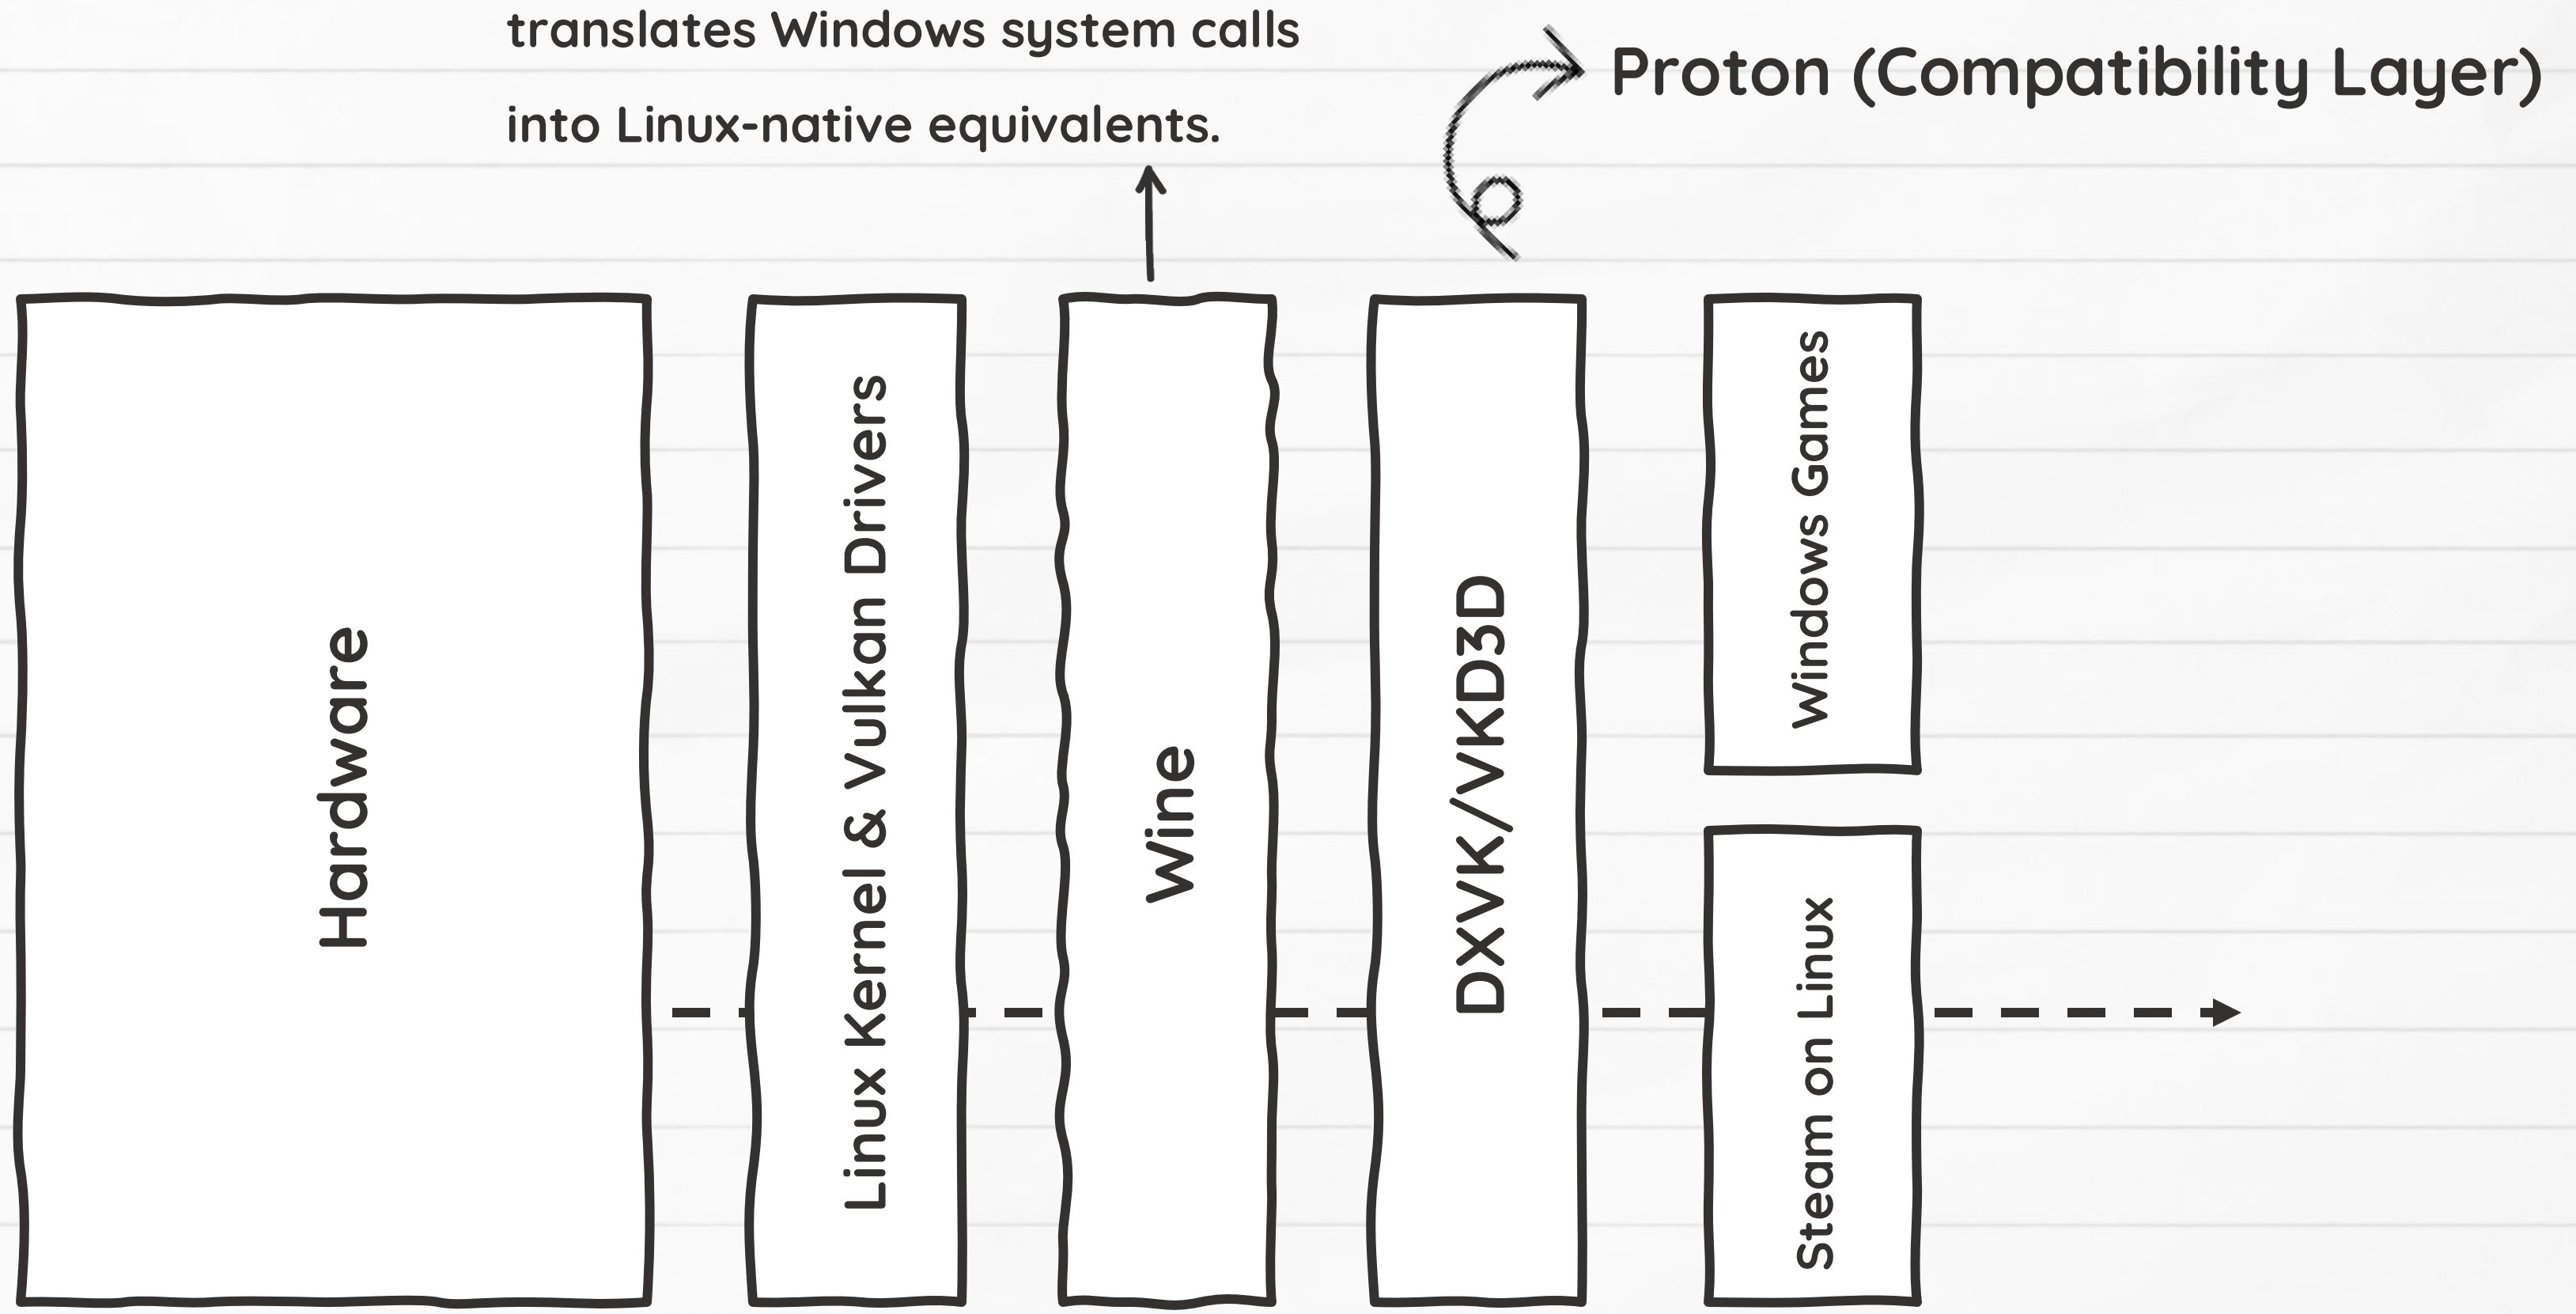 translates Windows system calls
into Linux-native equivalents.
Proton (Compatibility Layer)
Hardware
Linux Kernel & Vulkan Drivers
Wine
DXVK/VKD3D
Windows Games
Steam on Linux